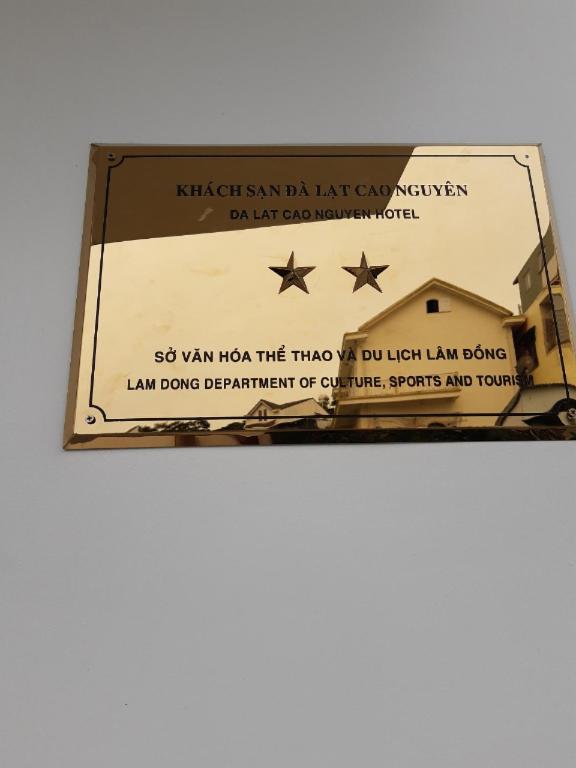 KHÁCH SẠN ĐÀ LẠT CAO NGUYÊN
DA LAT CAO NGUYEN HOTEL
SỞ VĂN HÓA THỂ THAO VÀ DU LỊCH LÂM ĐỒNG
LAM DONG DEPARTMENT OF CULTURE, SPORTS AND TOURISM